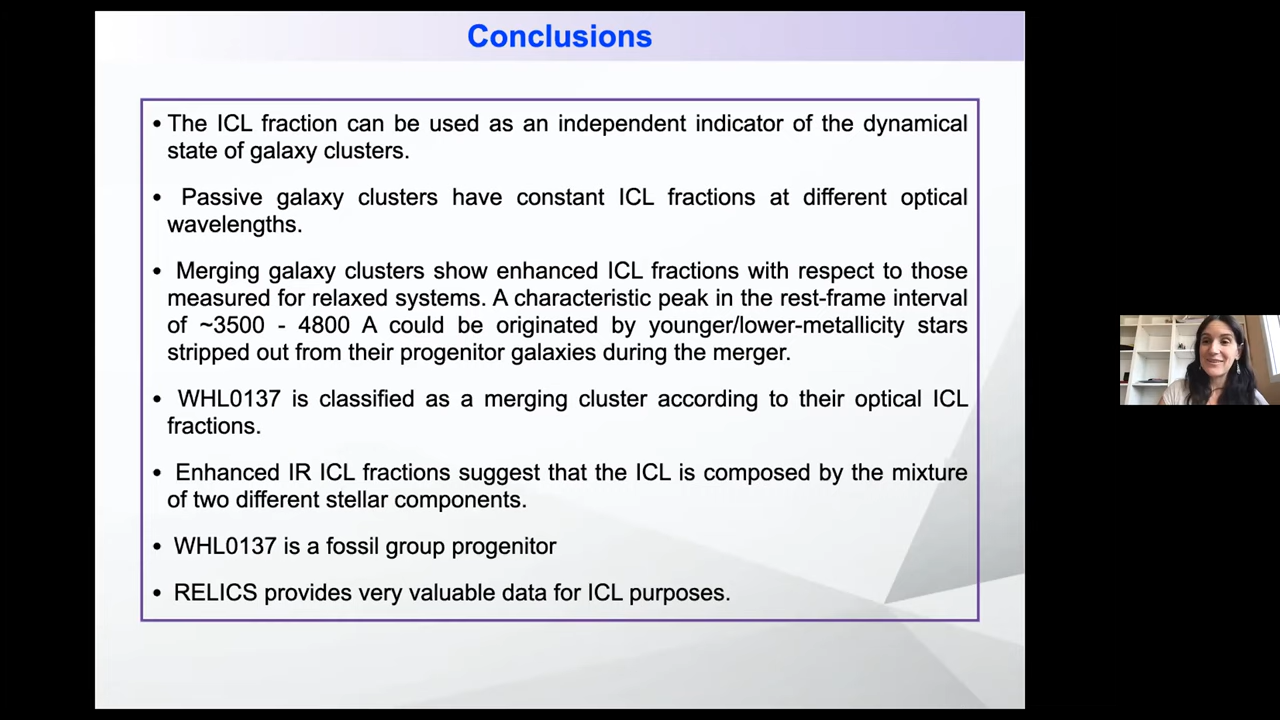 Conclusions
• The ICL fraction can be used as an independent indicator of the dynamical
state of galaxy clusters.
• Passive galaxy clusters have constant ICL fractions at different optical
wavelengths.
• Merging galaxy clusters show enhanced ICL fractions with respect to those
measured for relaxed systems. A characteristic peak in the rest-frame interval
of ~3500 - 4800 A could be originated by younger/lower-metallicity stars
stripped out from their progenitor galaxies during the merger.
• WHL0137 is classified as a merging cluster according to their optical ICL
fractions.
• Enhanced IR ICL fractions suggest that the ICL is composed by the mixture
of two different stellar components.
• WHL0137 is a fossil group progenitor
• RELICS provides very valuable data for ICL purposes.